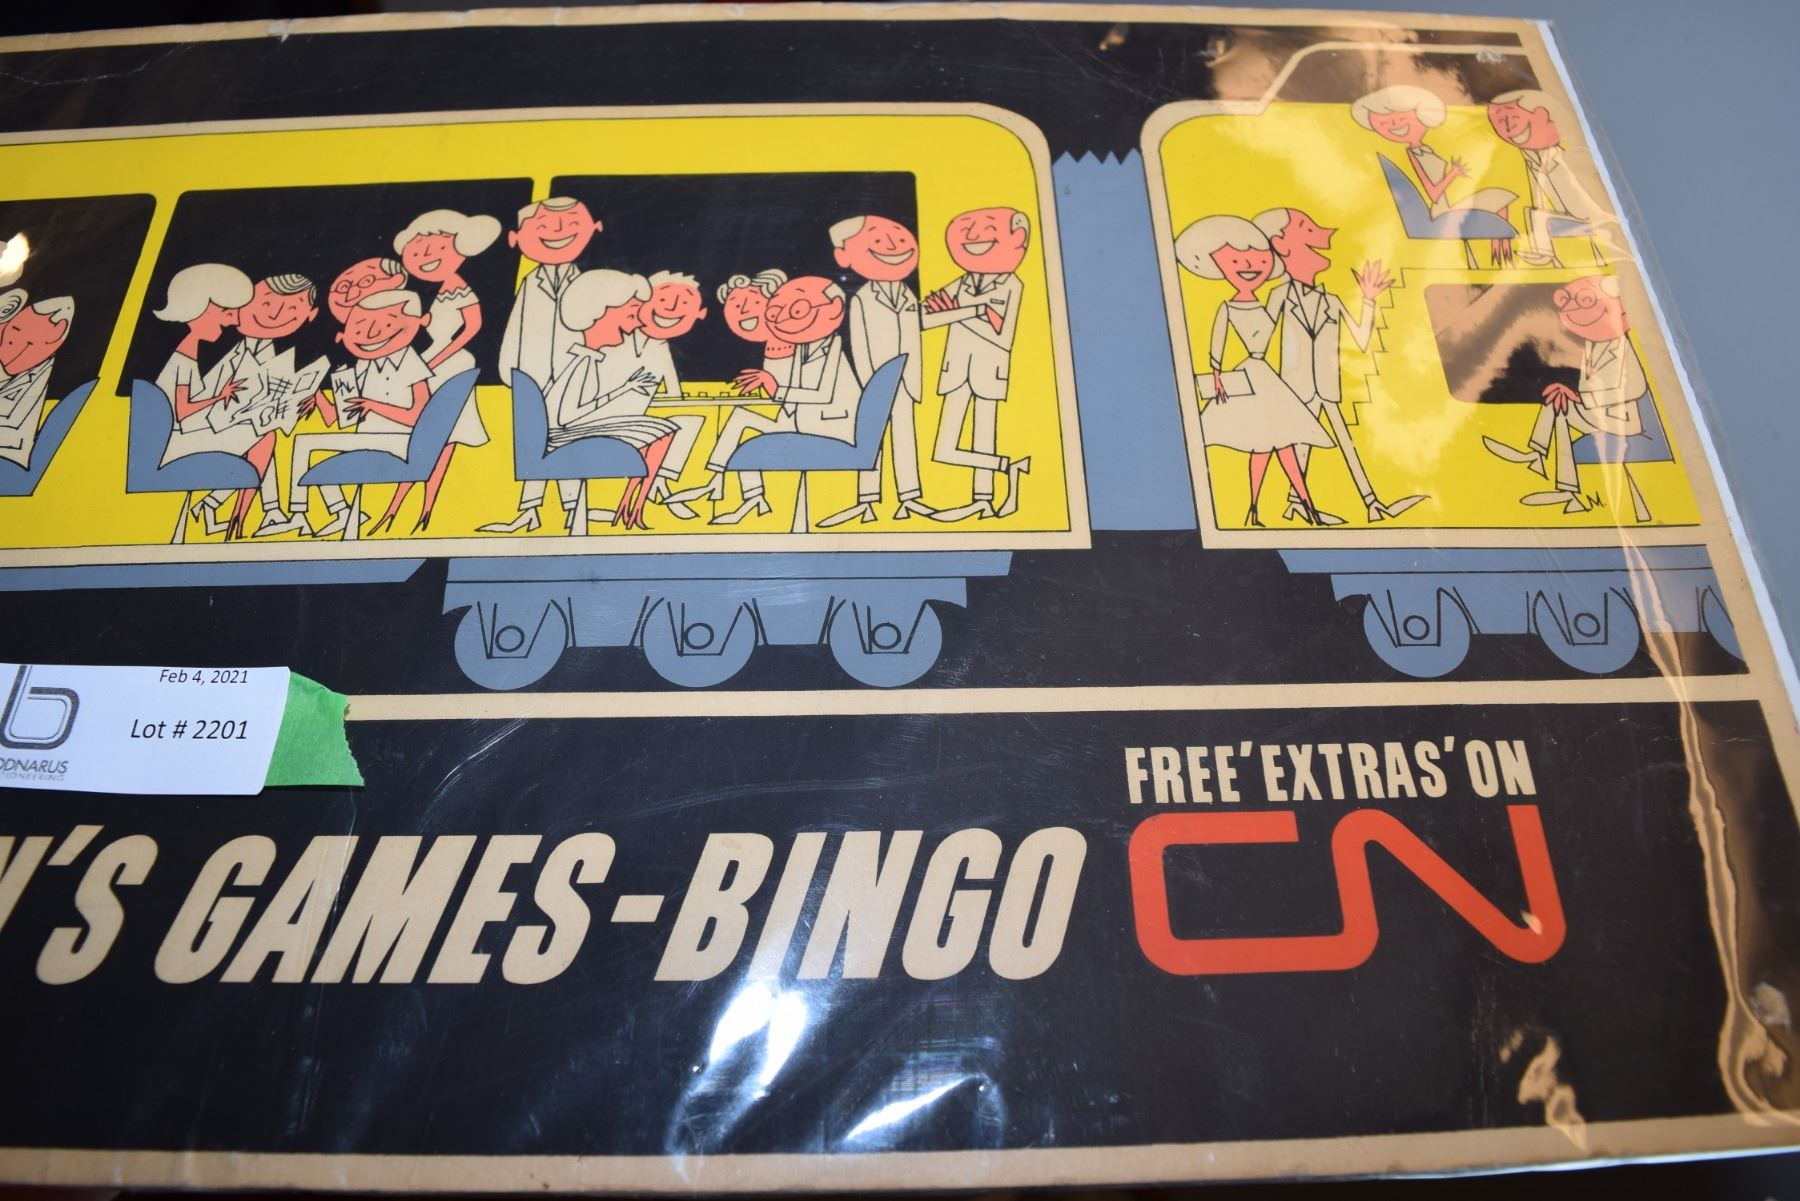 Feb 4, 2021
Lot # 2201
FREE'EXTRAS'ON
'S GAMES-BINGO CN
M.